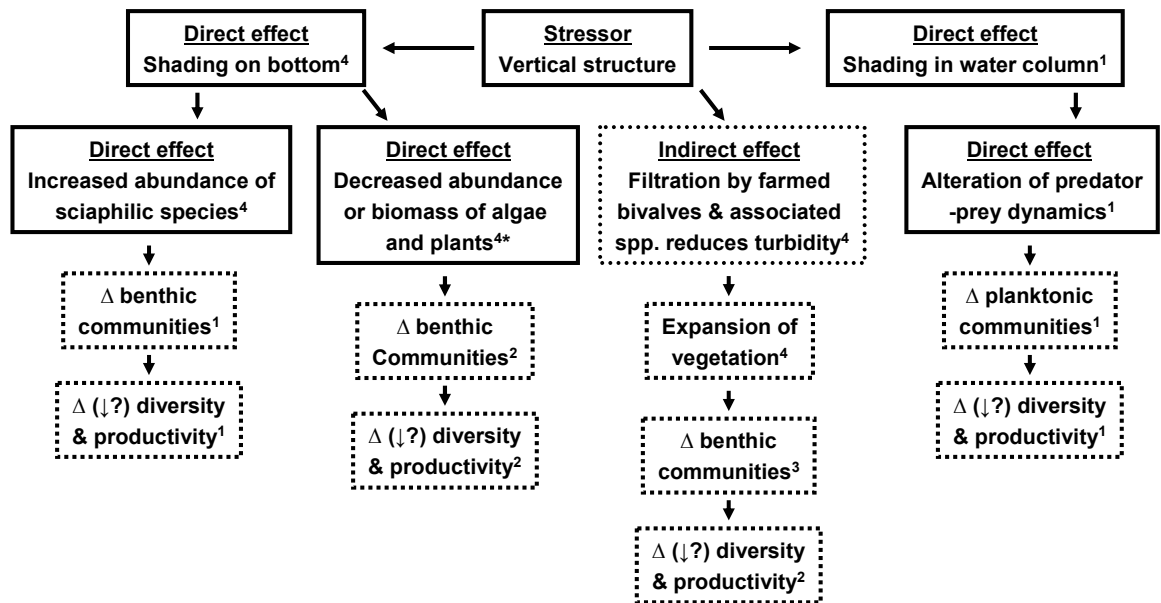 Direct effect
Shading on bottom⁴
Stressor
Vertical structure
Direct effect
Shading in water column¹
Direct effect
Increased abundance of
sciaphilic species⁴
Direct effect
Decreased abundance
or biomass of algae
and plants⁴*
Indirect effect
Filtration by farmed
bivalves & associated
spp. reduces turbidity⁴
Direct effect
Alteration of predator
-prey dynamics¹
Δ benthic
communities¹
Δ benthic
Communities²
Expansion of
vegetation⁴
Δ planktonic
communities¹
Δ (↓?) diversity
& productivity¹
Δ (↓?) diversity
& productivity²
Δ benthic
communities³
Δ (↓?) diversity
& productivity¹
Δ (↓?) diversity
& productivity²